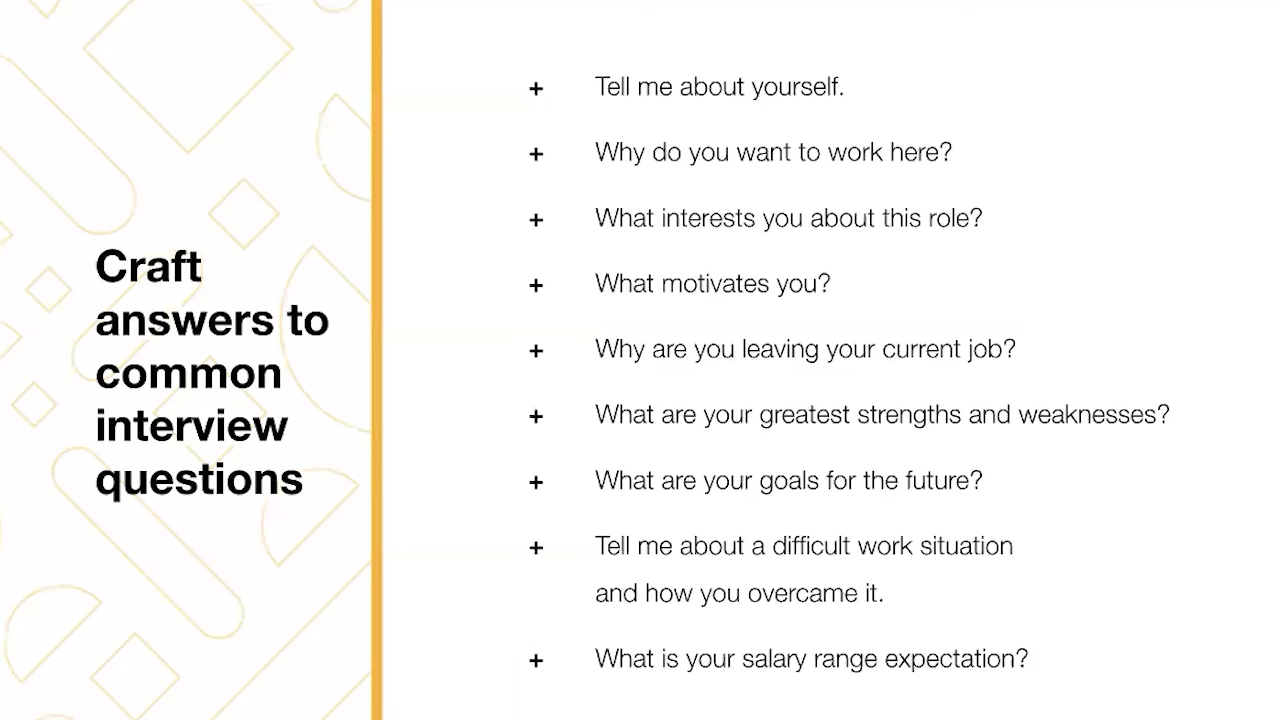 Craft
answers to
common
interview
questions
+ Tell me about yourself.
+ Why do you want to work here?
+ What interests you about this role?
+ What motivates you?
+ Why are you leaving your current job?
+ What are your greatest strengths and weaknesses?
+ What are your goals for the future?
+ Tell me about a difficult work situation
and how you overcame it.
+ What is your salary range expectation?